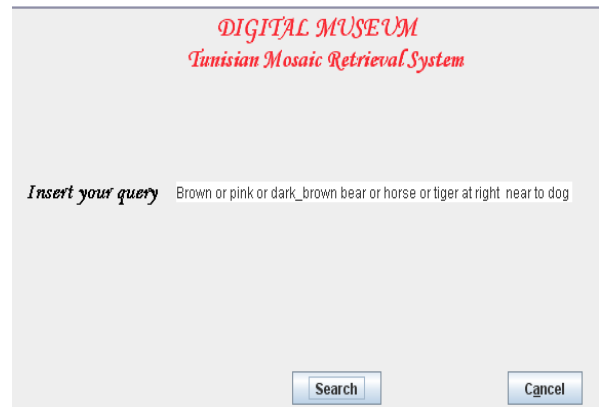 DIGITAL MUSEUM
Tunisian Mosaic Retrieval System
Insert your query Brown or pink or dark_brown bear or horse or tiger at right near to dog
Search Cancel